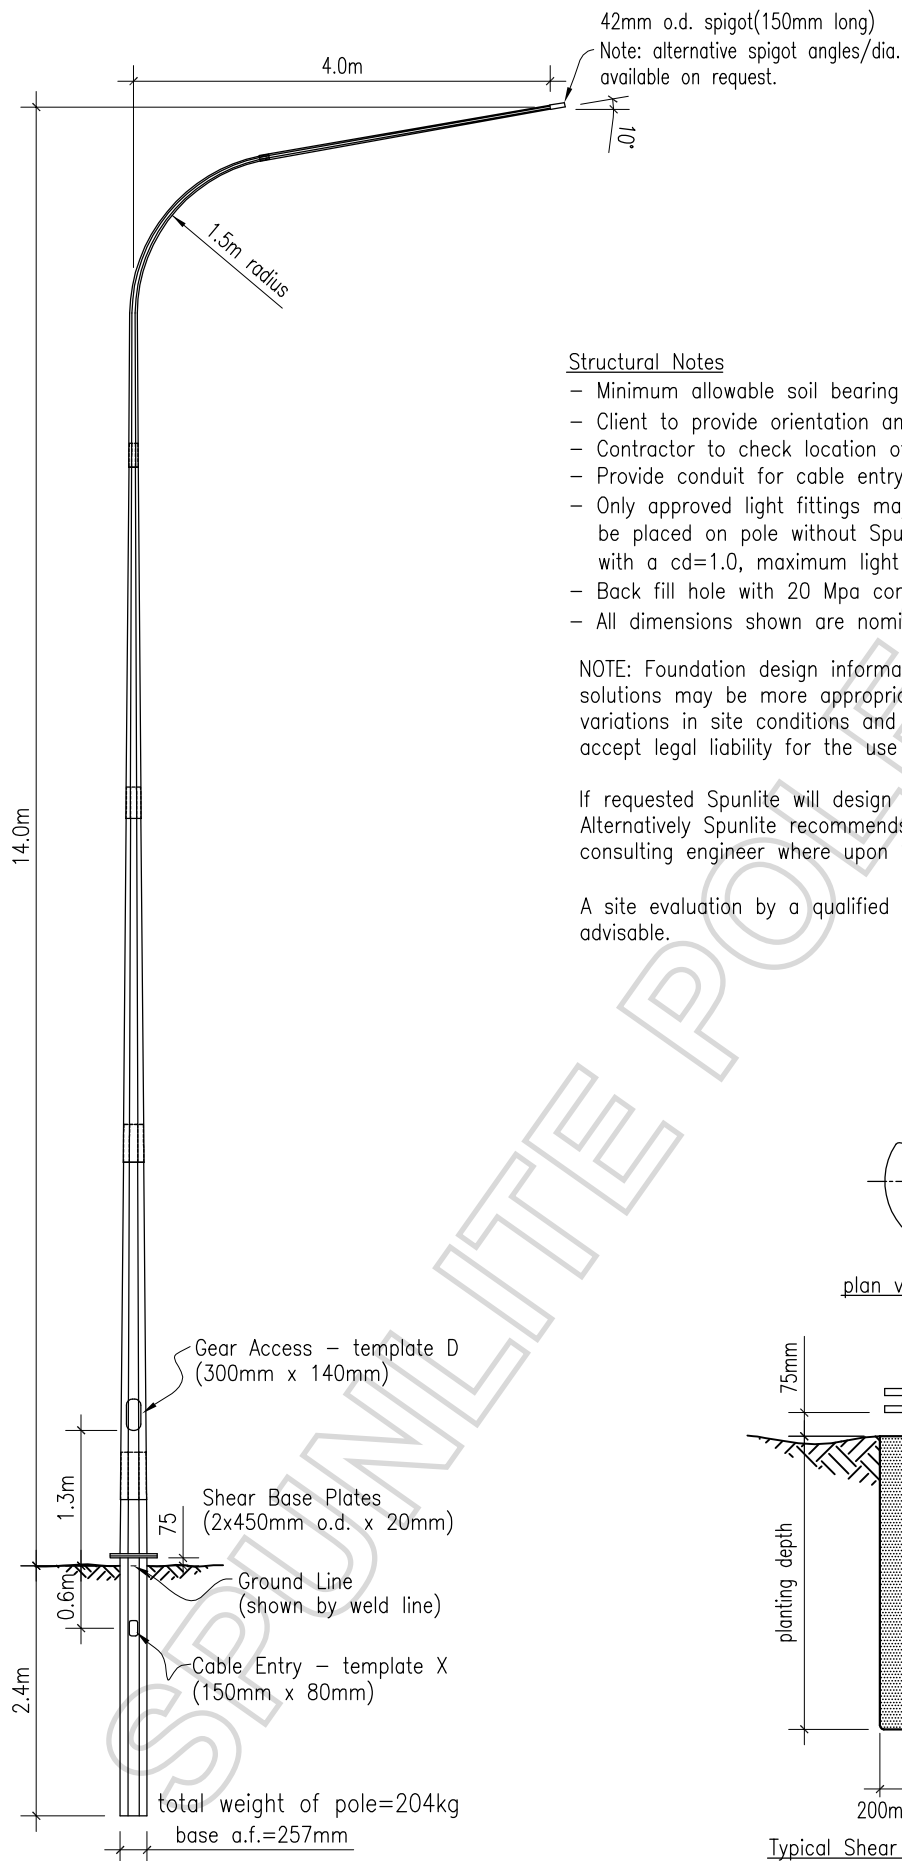 42mm o.d. spigot(150mm long)
Note: alternative spigot angles/dia.
available on request.
4.0m
10°
1.5m radius
Structural Notes
- Minimum allowable soil bearing
- Client to provide orientation an
- Contractor to check location o
- Provide conduit for cable entry
- Only approved light fittings ma
be placed on pole without Spu
with a cd=1.0, maximum light
- Back fill hole with 20 Mpa con
- All dimensions shown are nomi
NOTE: Foundation design informa
solutions may be more appropri
variations in site conditions and
accept legal liability for the use
If requested Spunlite will design
Alternatively Spunlite recommends
consulting engineer where upon
A site evaluation by a qualified
advisable.
14.0m
SPUNLITE POLE
plan v
Gear Access - template D
(300mm x 140mm)
75mm
1.3m
Shear Base Plates
(2x450mm o.d. x 20mm)
75
Ground Line
(shown by weld line)
0.6m
planting depth
Cable Entry - template X
(150mm x 80mm)
2.4m
total weight of pole=204kg
base a.f.=257mm
200m
Typical Shear